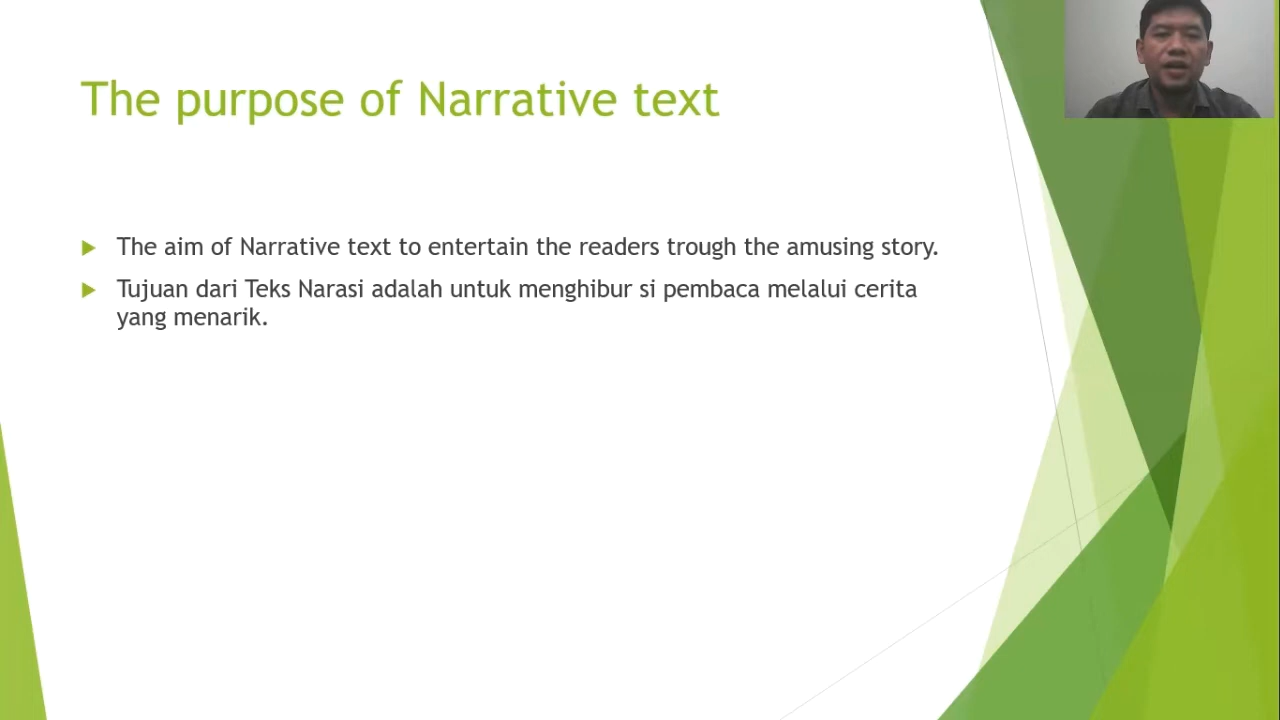 The purpose of Narrative text
The aim of Narrative text to entertain the readers trough the amusing story.
Tujuan dari Teks Narasi adalah untuk menghibur si pembaca melalui cerita
yang menarik.